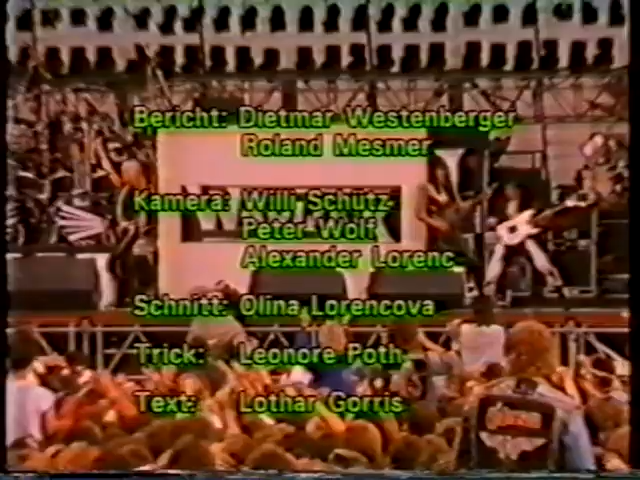 Bericht: Dietmar Westenberger
Roland Mesmer
Kamera: Willi Schütz
Peter Wolf
Alexander Lorenc
Schnitt: Olina Lorencova
Trick: Leonore Poth
Text: Lothar Gorris